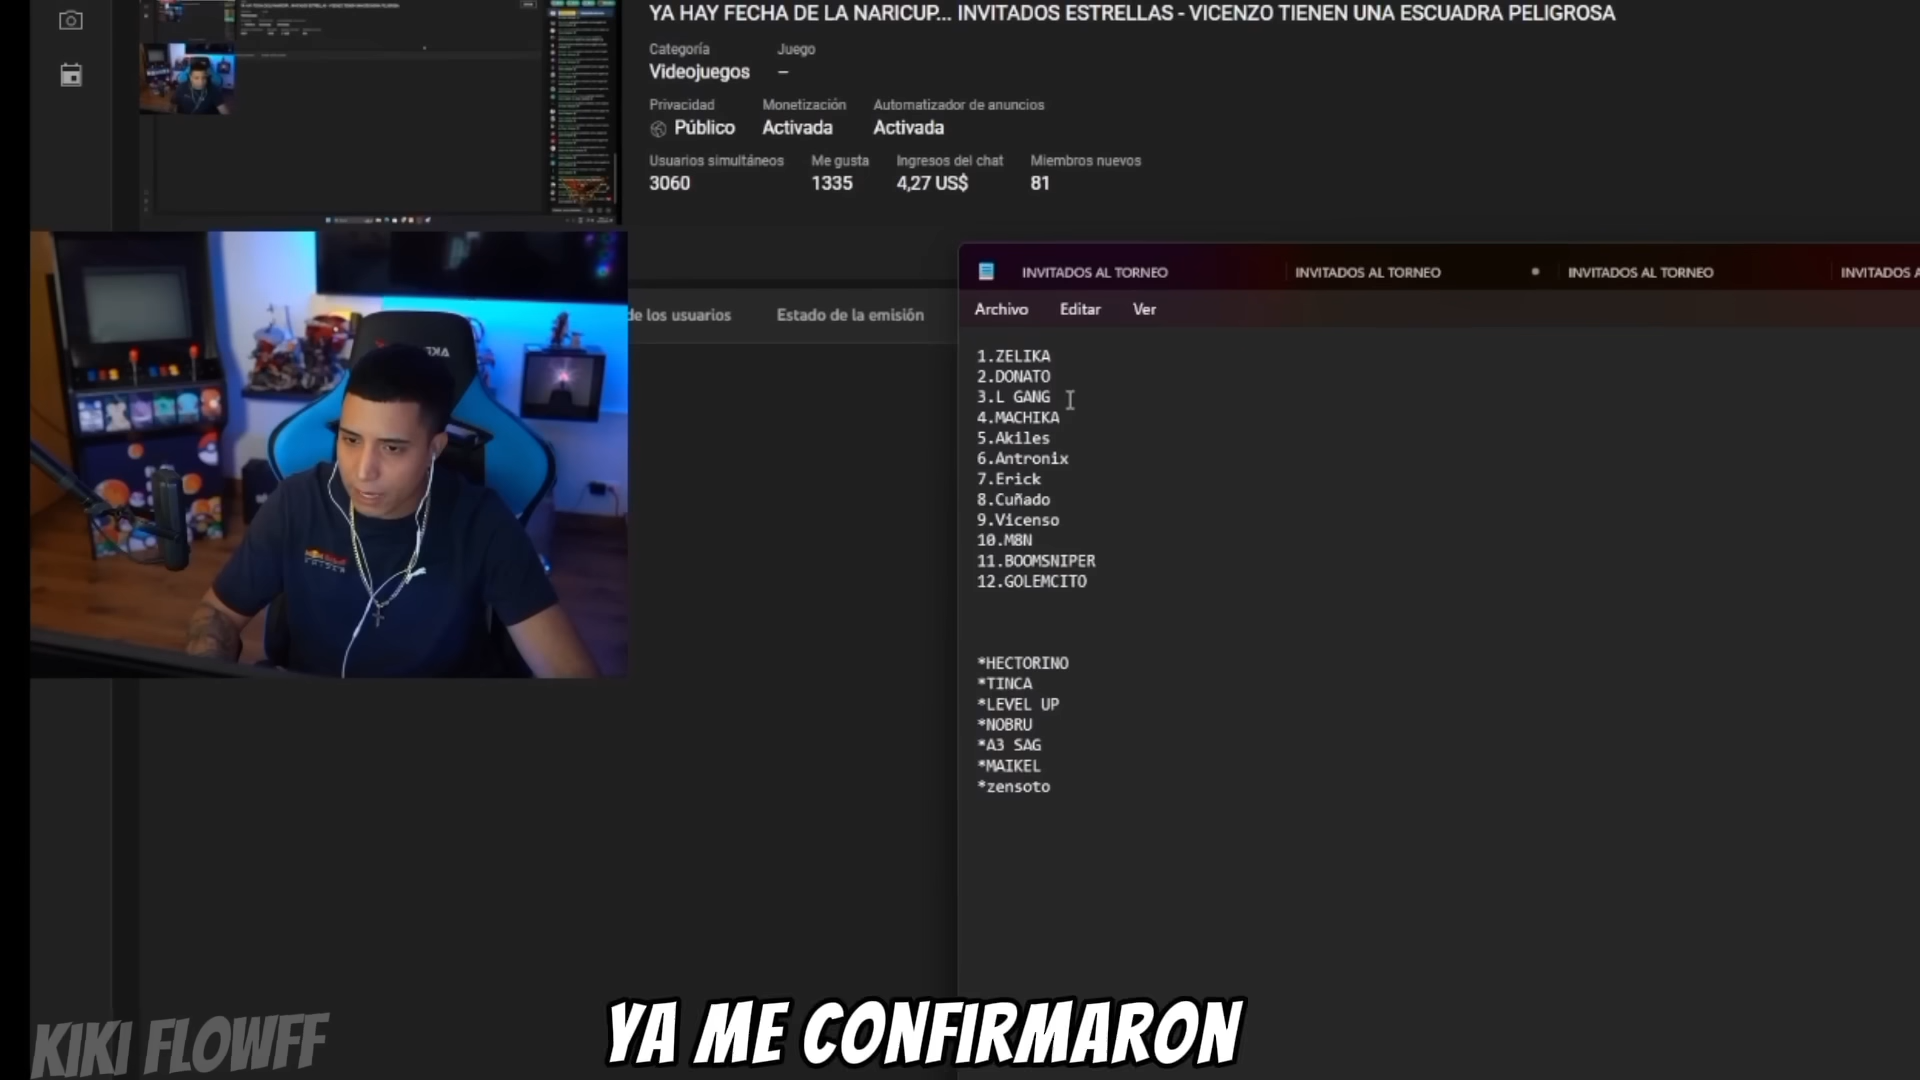 YA HAY FECHA DE LA NARICUP... INVITADOS ESTRELLAS - VICENZO TIENEN UNA ESCUADRA PELIGROSA
Categoría Juego
Videojuegos –
Privacidad Monetización Automatizador de anuncios
Público Activada Activada
Usuarios simultáneos Me gusta Ingresos del chat Miembros nuevos
3060 1335 4,27 US$ 81
de los usuarios Estado de la emisión
INVITADOS AL TORNEO INVITADOS AL TORNEO INVITADOS AL TORNEO INVITADOS A
Archivo Editar Ver
1.ZELIKA
2.DONATO
3.L GANG
4.MACHIKA
5.Akiles
6.Antronix
7.Erick
8.Cuñado
9.Vicenso
10.M8N
11.BOOMSNIPER
12.GOLEMCITO
*HECTORINO
*TINCA
*LEVEL UP
*NOBRU
*A3 SAG
*MAIKEL
*zensoto
YA ME CONFIRMARON
KIKI FLOWFF